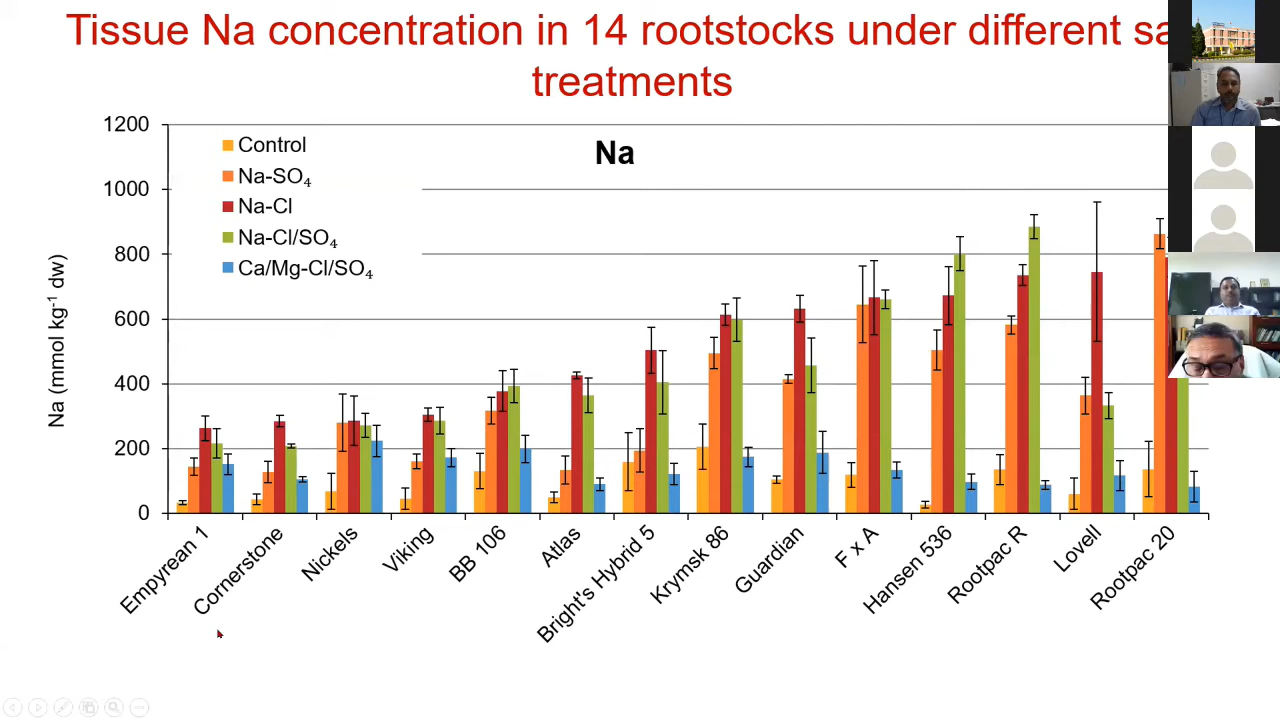 Tissue Na concentration in 14 rootstocks under different
treatments
Na
Control
Na-SO₄
Na-Cl
Na-Cl/SO₄
Ca/Mg-Cl/SO₄
Na (mmol kg⁻¹ dw)
1200
1000
800
600
400
200
0
Empyrean 1
Cornerstone
Nickels
Viking
BB 106
Atlas
Bright's Hybrid 5
Krymsk 86
Guardian
F x A
Hansen 536
Rootpac R
Lovell
Rootpac 20